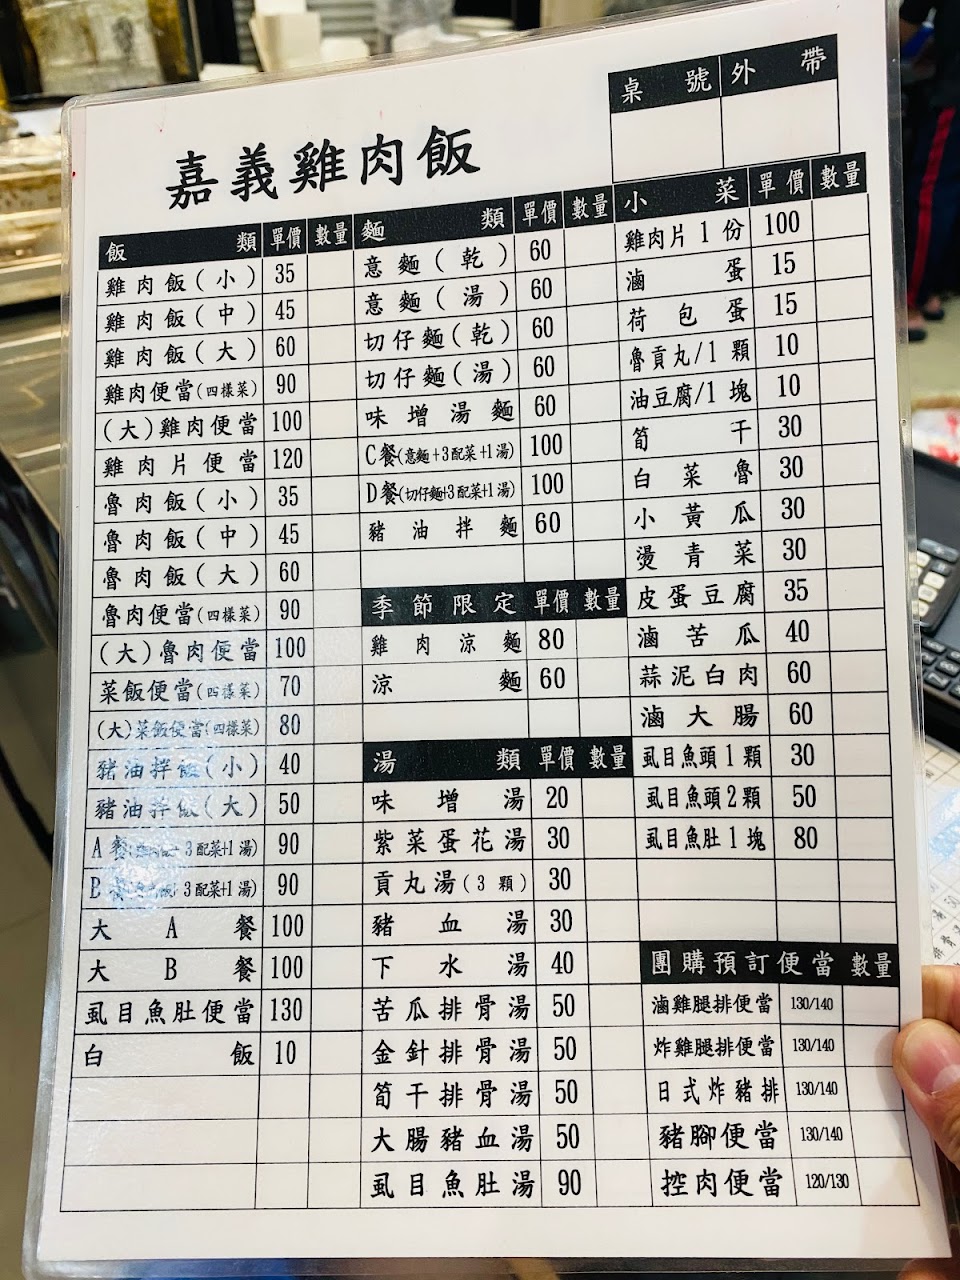 嘉義雞肉飯
桌號 外帶
飯類 單價 數量
雞肉飯(小) 35
雞肉飯(中) 45
雞肉飯(大) 60
雞肉便當(四樣菜) 90
(大)雞肉便當 100
雞肉片便當 120
魯肉飯(小) 35
魯肉飯(中) 45
魯肉飯(大) 60
魯肉便當(四樣菜) 90
(大)魯肉便當 100
菜飯便當(四樣菜) 70
(大)菜飯便當(四樣菜) 80
豬油拌飯(小) 40
豬油拌飯(大) 50
A餐( + 3配菜+1湯) 90
B餐( + 3配菜+1湯) 90
大A餐 100
大B餐 100
虱目魚肚便當 130
白飯 10
麵類 單價 數量
意麵(乾) 60
意麵(湯) 60
切仔麵(乾) 60
切仔麵(湯) 60
味增湯麵 60
C餐(意麵+3配菜+1湯) 100
D餐(切仔麵+3配菜+1湯) 100
豬油拌麵 60
季節限定 單價 數量
雞肉涼麵 80
涼麵 60
湯類 單價 數量
味增湯 20
紫菜蛋花湯 30
貢丸湯(3顆) 30
豬血湯 30
下水湯 40
苦瓜排骨湯 50
金針排骨湯 50
筍干排骨湯 50
大腸豬血湯 50
虱目魚肚湯 90
小菜 單價 數量
雞肉片1份 100
滷蛋 15
荷包蛋 15
魯貢丸/1顆 10
油豆腐/1塊 10
筍干 30
白菜魯 30
小黃瓜 30
燙青菜 30
皮蛋豆腐 35
滷苦瓜 40
蒜泥白肉 60
滷大腸 60
虱目魚頭1顆 30
虱目魚頭2顆 50
虱目魚肚1塊 80
團購預訂便當 數量
滷雞腿排便當 130/140
炸雞腿排便當 130/140
日式炸豬排 130/140
豬腳便當 130/140
控肉便當 120/130